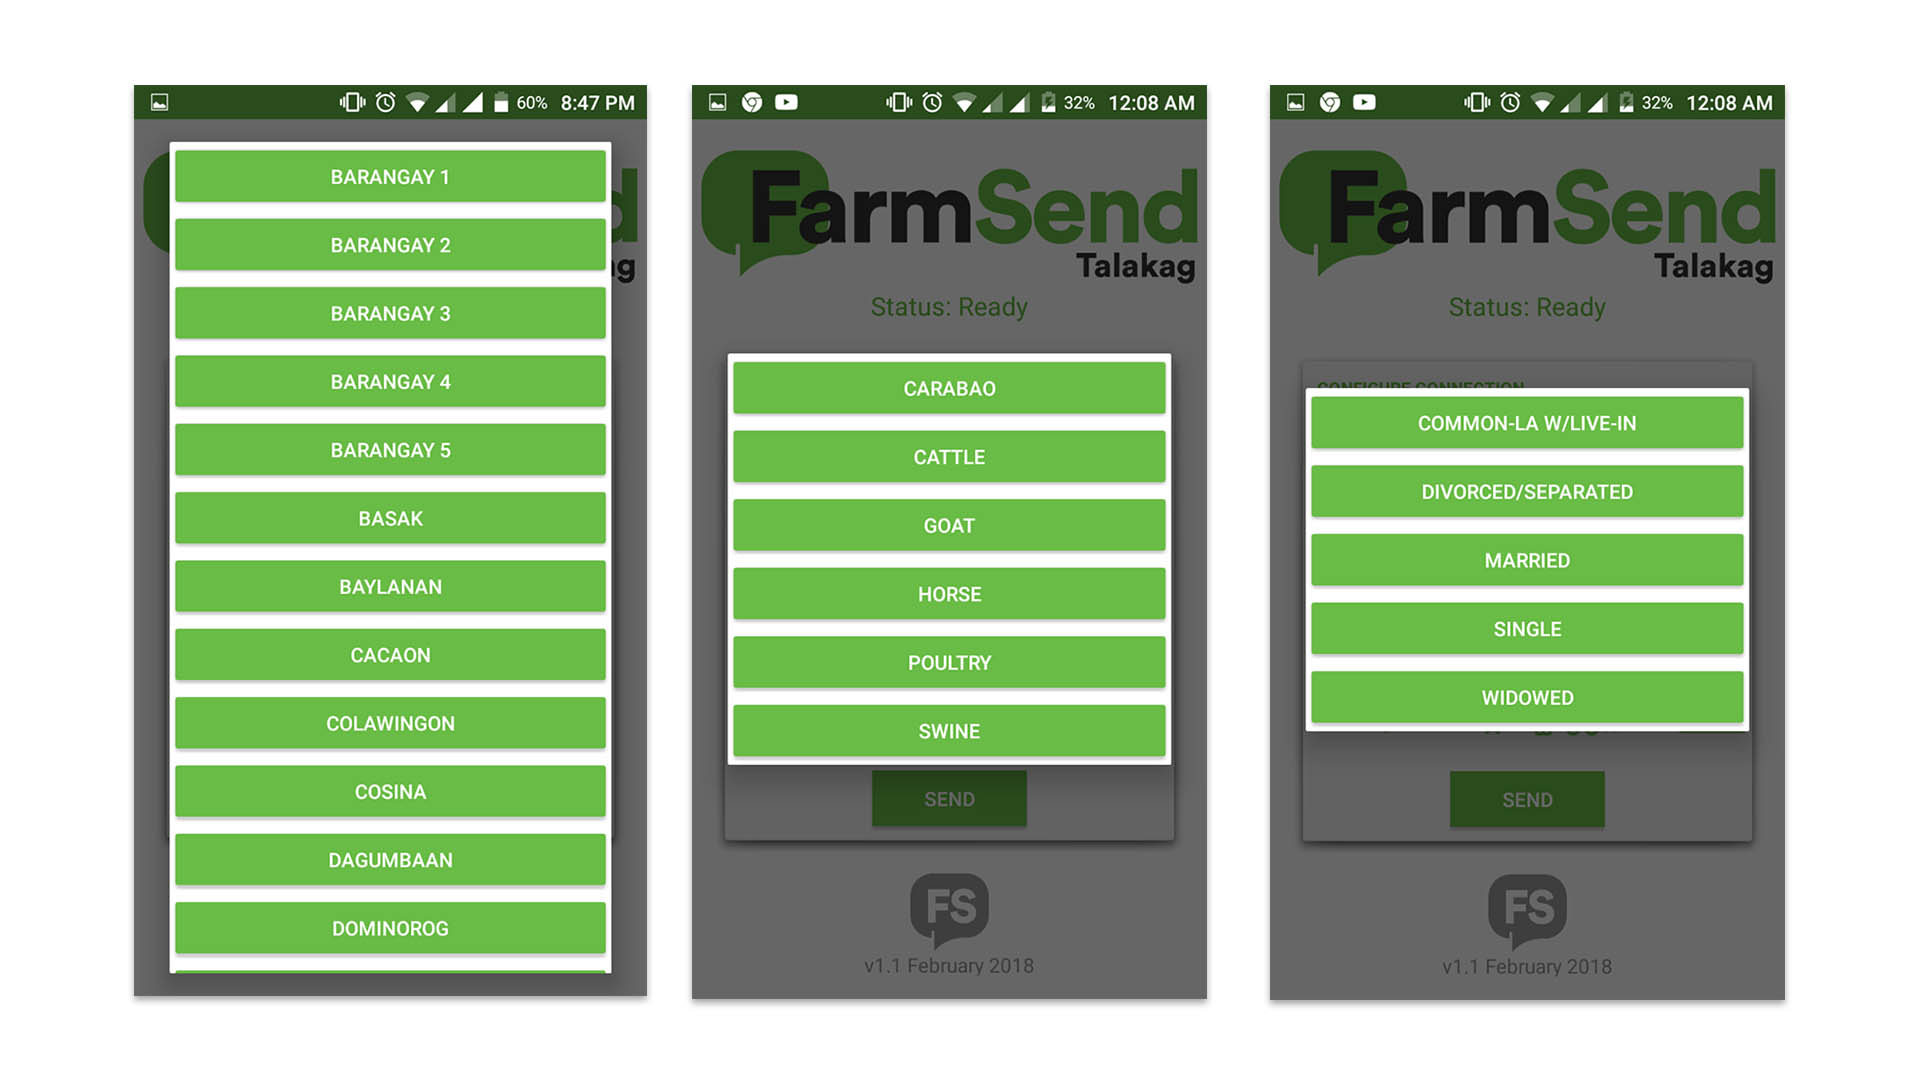 60% 8:47 PM
BARANGAY 1
BARANGAY 2
BARANGAY 3
BARANGAY 4
BARANGAY 5
BASAK
BAYLANAN
CACAON
COLAWINGON
COSINA
DAGUMBAAN
DOMINOROG
d
ag
32% 12:08 AM
FarmSend
Talakag
Status: Ready
CARABAO
CATTLE
GOAT
HORSE
POULTRY
SWINE
SEND
FS
v1.1 February 2018
32% 12:08 AM
FarmSend
Talakag
Status: Ready
CONFIGURE CONNECTION
COMMON-LA W/LIVE-IN
DIVORCED/SEPARATED
MARRIED
SINGLE
WIDOWED
SEND
FS
v1.1 February 2018